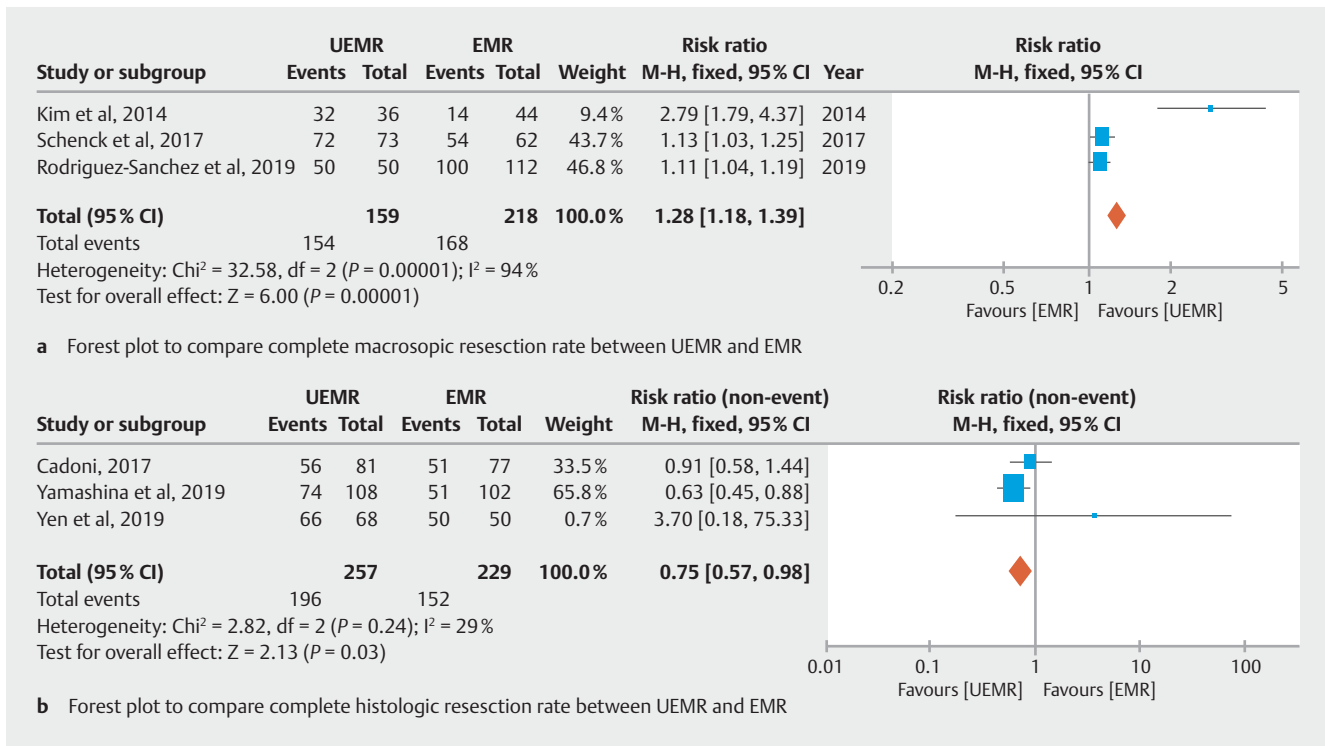 UEMR EMR Risk ratio Risk ratio
Study or subgroup Events Total Events Total Weight M-H, fixed, 95% CI Year M-H, fixed, 95% CI
Kim et al, 2014 32 36 14 44 9.4% 2.79 [1.79, 4.37] 2014
Schenck et al, 2017 72 73 54 62 43.7% 1.13 [1.03, 1.25] 2017
Rodriguez-Sanchez et al, 2019 50 50 100 112 46.8% 1.11 [1.04, 1.19] 2019
Total (95% CI) 159 218 100.0% 1.28 [1.18, 1.39]
Total events 154 168
Heterogeneity: Chi² = 32.58, df = 2 (P = 0.00001); I² = 94%
Test for overall effect: Z = 6.00 (P = 0.00001)
0.2 0.5 1 2 5
Favours [EMR] Favours [UEMR]
a Forest plot to compare complete macrosopic resesction rate between UEMR and EMR
UEMR EMR Risk ratio (non-event) Risk ratio (non-event)
Study or subgroup Events Total Events Total Weight M-H, fixed, 95% CI M-H, fixed, 95% CI
Cadoni, 2017 56 81 51 77 33.5% 0.91 [0.58, 1.44]
Yamashina et al, 2019 74 108 51 102 65.8% 0.63 [0.45, 0.88]
Yen et al, 2019 66 68 50 50 0.7% 3.70 [0.18, 75.33]
Total (95% CI) 257 229 100.0% 0.75 [0.57, 0.98]
Total events 196 152
Heterogeneity: Chi² = 2.82, df = 2 (P = 0.24); I² = 29%
Test for overall effect: Z = 2.13 (P = 0.03)
0.01 0.1 1 10 100
Favours [UEMR] Favours [EMR]
b Forest plot to compare complete histologic resesction rate between UEMR and EMR